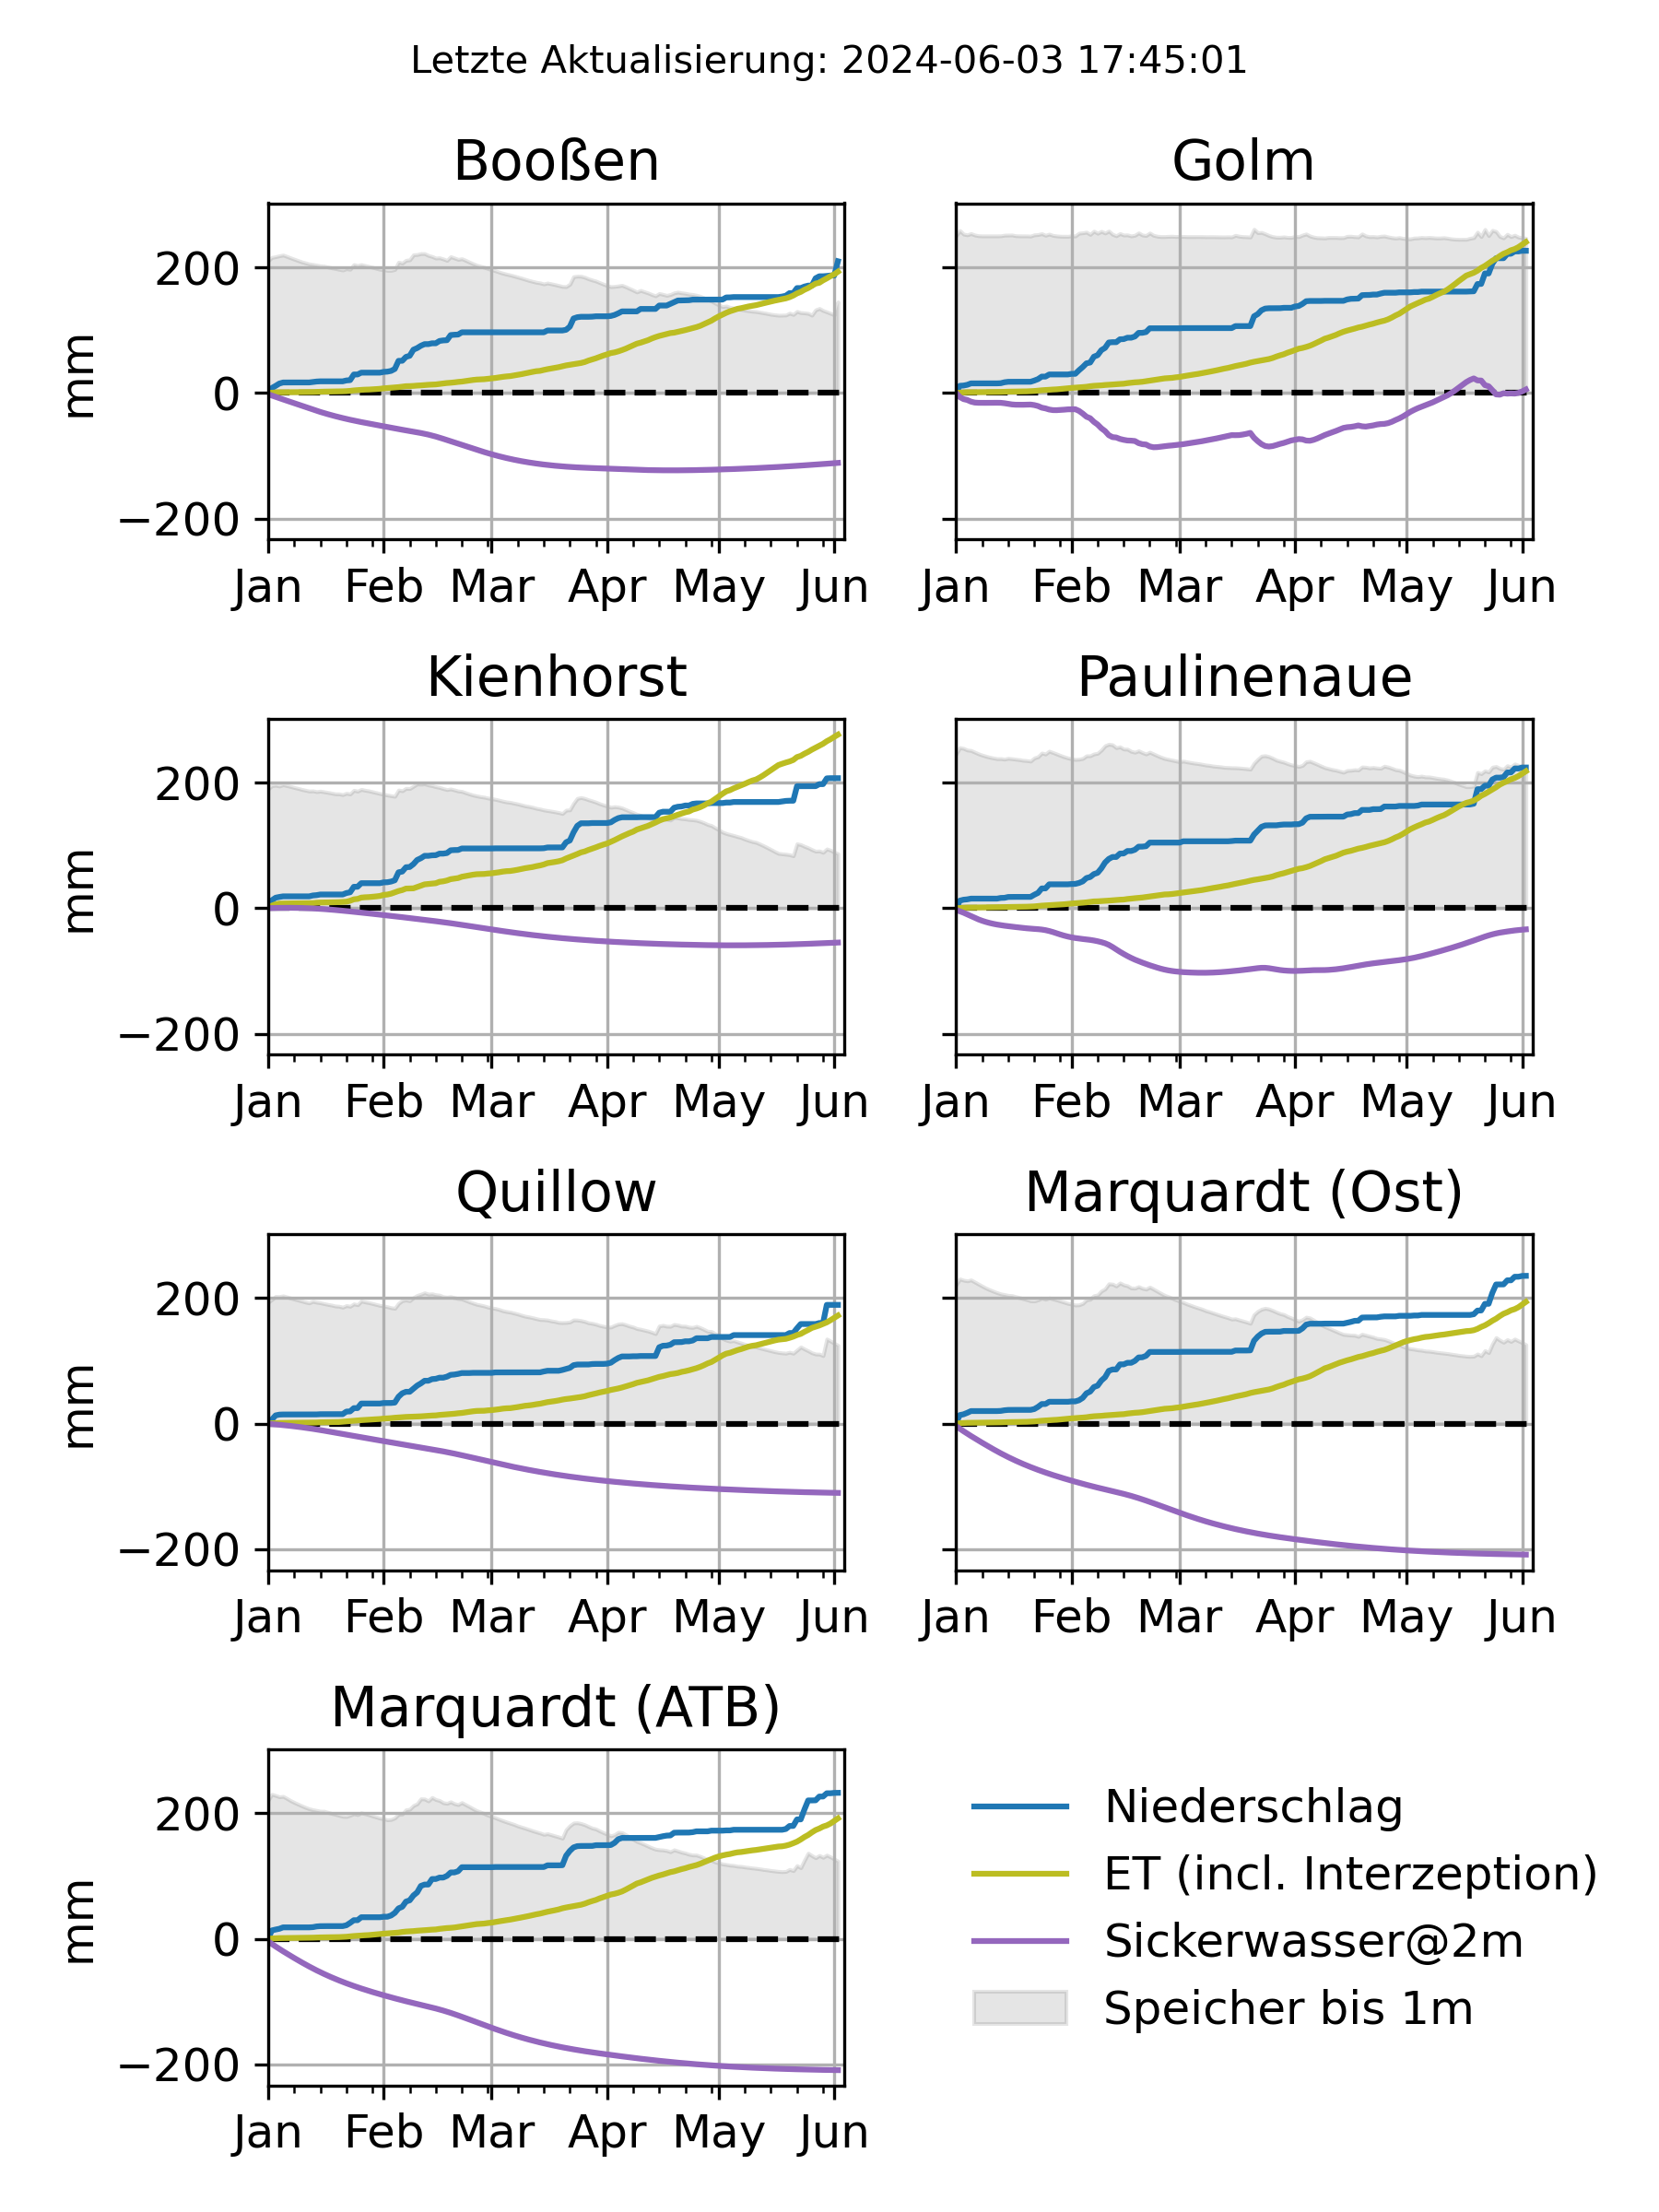 Letzte Aktualisierung: 2024-06-03 17:45:01
Booßen
Golm
mm
200
0
−200
Jan Feb Mar Apr May Jun
Jan Feb Mar Apr May Jun
Kienhorst
Paulinenaue
mm
200
0
−200
Jan Feb Mar Apr May Jun
Jan Feb Mar Apr May Jun
Quillow
Marquardt (Ost)
mm
200
0
−200
Jan Feb Mar Apr May Jun
Jan Feb Mar Apr May Jun
Marquardt (ATB)
mm
200
0
−200
Jan Feb Mar Apr May Jun
Niederschlag
ET (incl. Interzeption)
Sickerwasser@2m
Speicher bis 1m